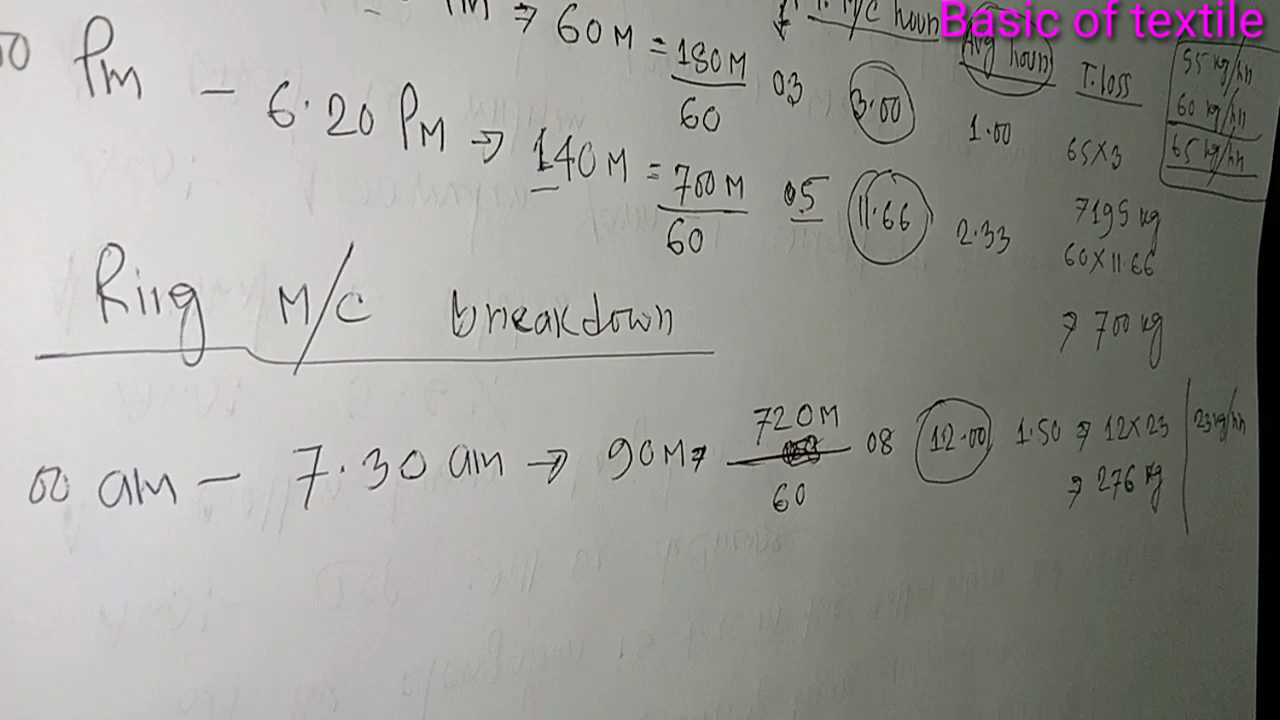 Basic of textile
M/C hours Avg hours T.loss
⇒ 60 M = 180 M / 60 03 3.00 1.00
55 kg/hr
60 kg/hr
65 kg/hr
65×3
Pm – 6.20 PM → 140 M = 700 M / 60 05 11.66 2.33
⇒ 195 kg
60×11.66
⇒ 700 kg
Ring M/C breakdown
00 am – 7.30 am → 90 M ⇒ 720 M / 60 08 12.00 1.50 ⇒ 12×23 23 kg/hr
⇒ 276 kg